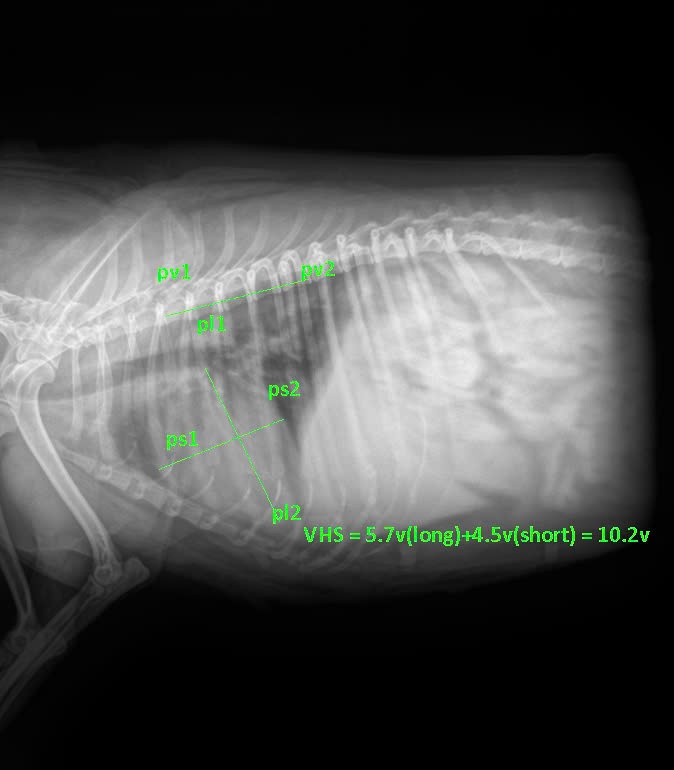 pv1
pv2
pl1
ps2
ps1
pl2
VHS = 5.7v(long)+4.5v(short) = 10.2v